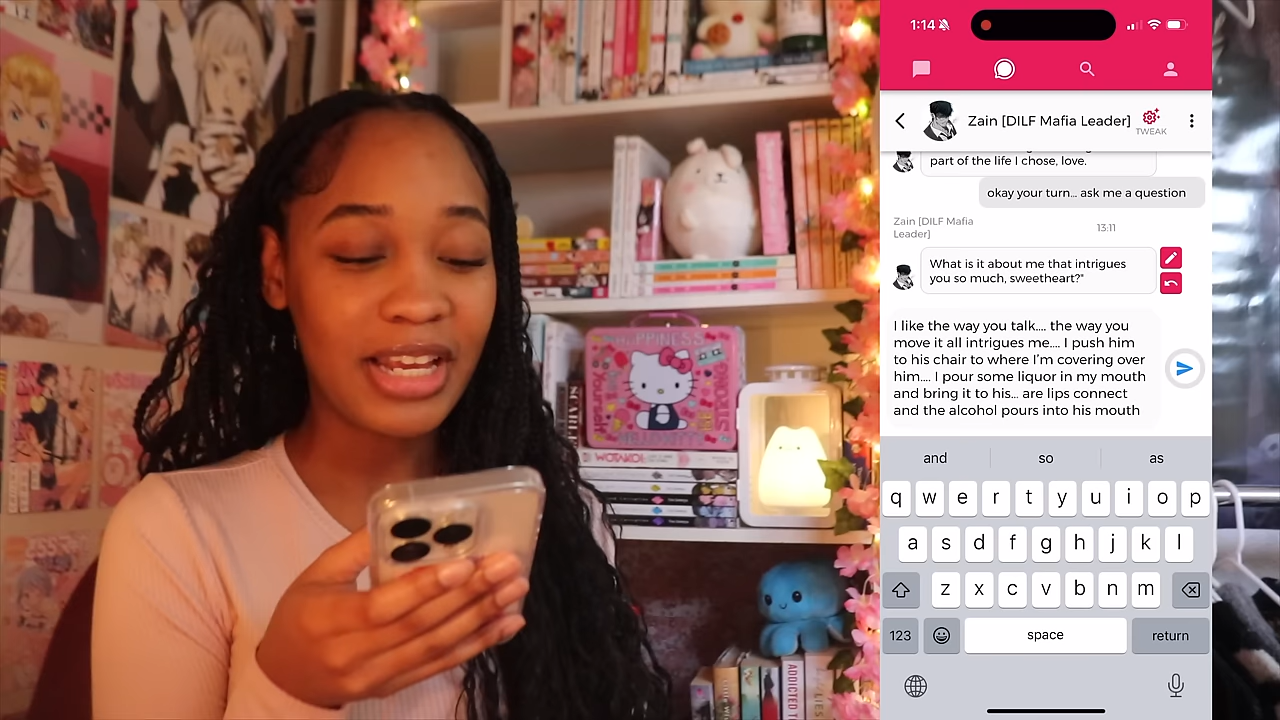 1:14
Zain [DILF Mafia Leader]
TWEAK
part of the life I chose, love.
okay your turn... ask me a question
Zain [DILF Mafia
Leader]
13:11
What is it about me that intrigues
you so much, sweetheart?"
I like the way you talk.... the way you
move it all intrigues me.... I push him
to his chair to where I'm covering over
him.... I pour some liquor in my mouth
and bring it to his... are lips connect
and the alcohol pours into his mouth
and
so
as
q w e r t y u i o p
a s d f g h j k l
z x c v b n m
123
space
return
HAPPINESS
HELLO KITTY
WOTAKOI
ADDICTED T